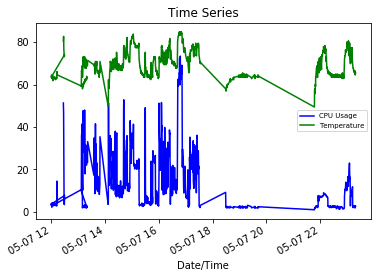 Time Series
80
60
40
20
0
CPU Usage
Temperature
05-07 12
05-07 14
05-07 16
05-07 18
05-07 20
05-07 22
Date/Time